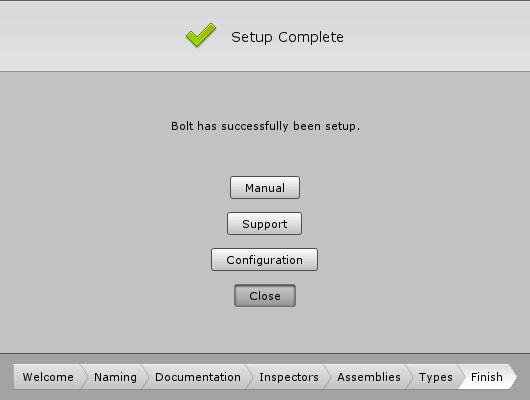 Setup Complete
Bolt has successfully been setup.
Manual
Support
Configuration
Close
Welcome Naming Documentation Inspectors Assemblies Types Finish